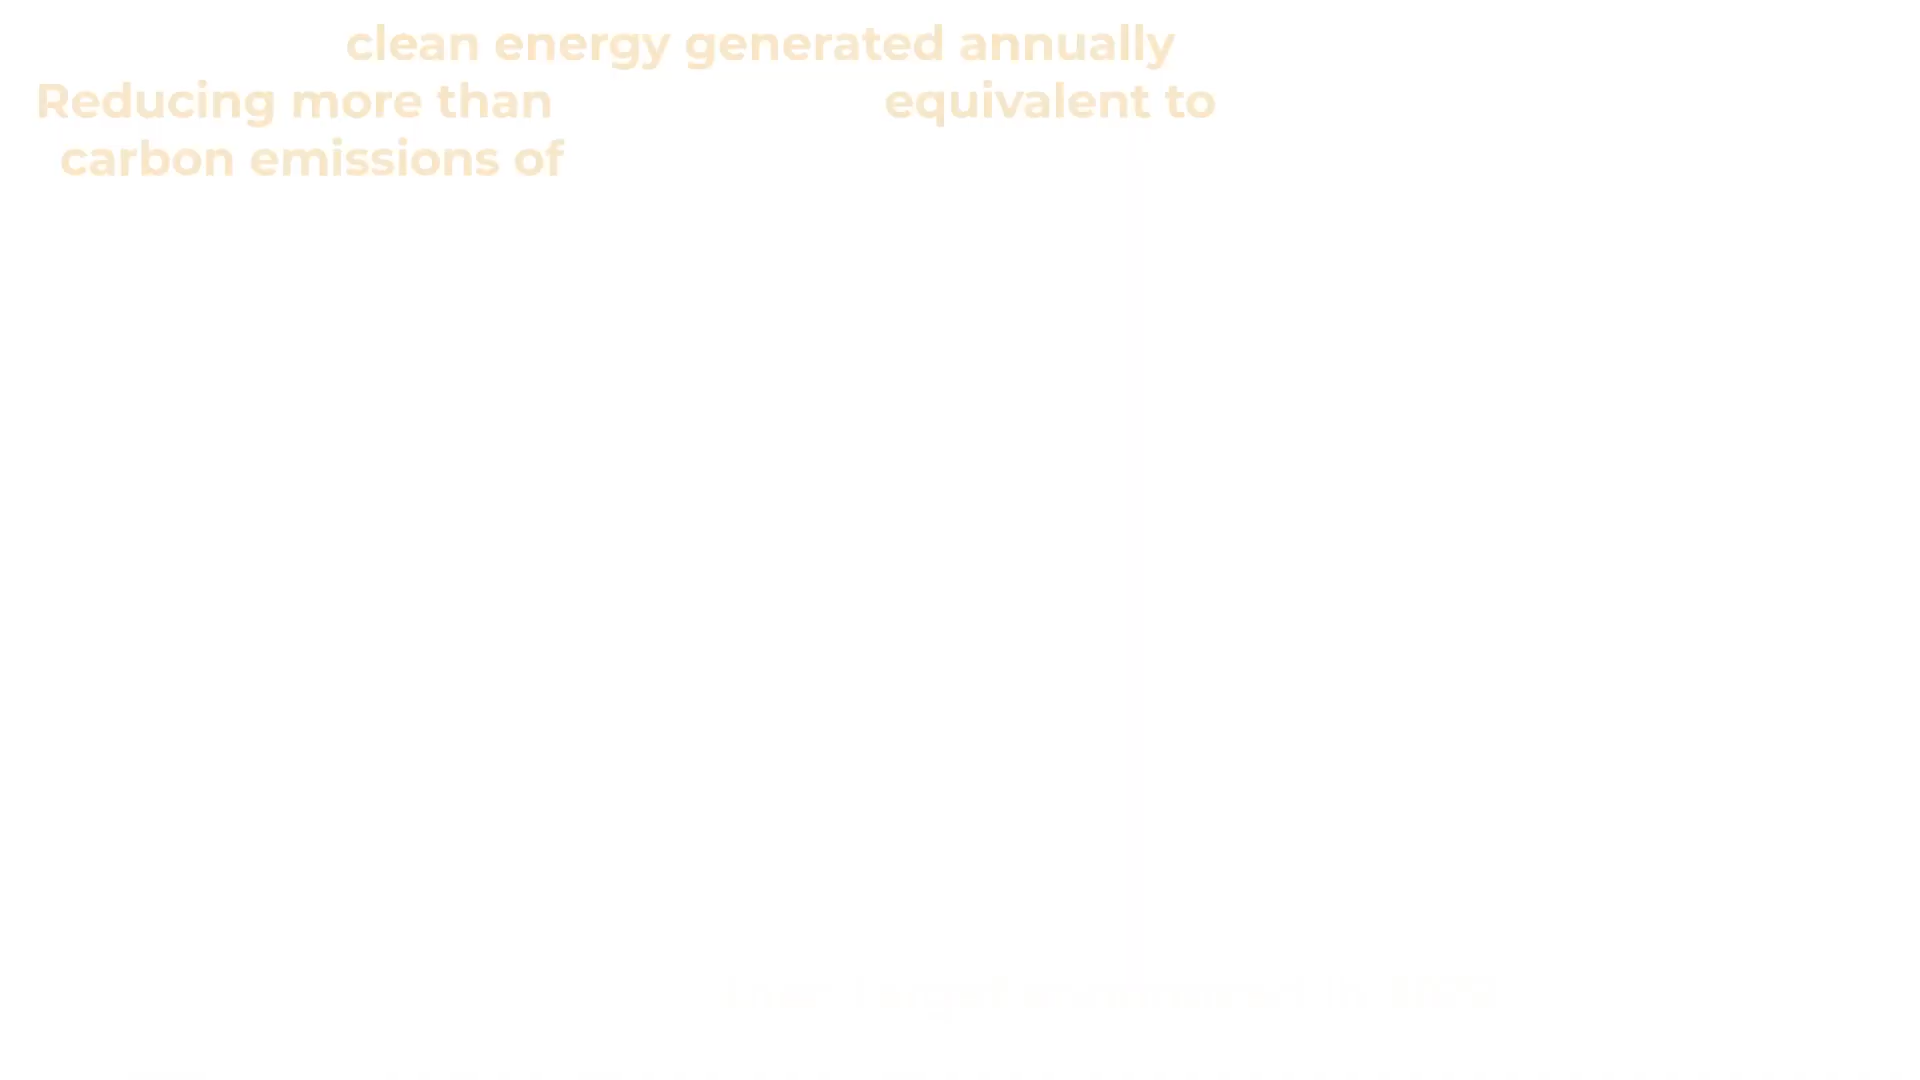 clean energy generated annually
Reducing more than equivalent to
carbon emissions of